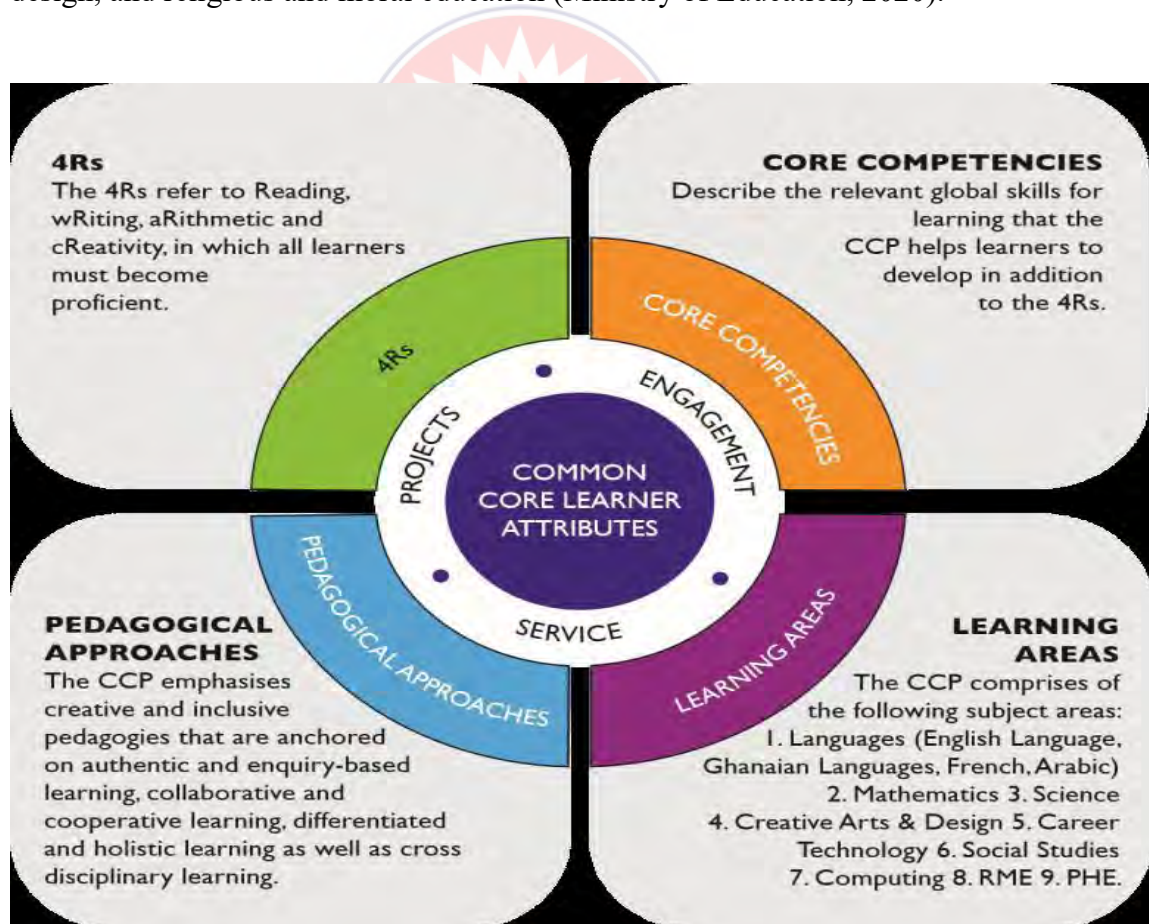 design, and religious and moral education (Ministry of Education, 2020).
4Rs
The 4Rs refer to Reading,
wRiting, aRithmetic and
cReativity, in which all learners
must become
proficient.
CORE COMPETENCIES
Describe the relevant global skills for
learning that the
CCP helps learners to
develop in addition
to the 4Rs.
4Rs
CORE COMPETENCIES
PROJECTS
ENGAGEMENT
COMMON
CORE LEARNER
ATTRIBUTES
SERVICE
PEDAGOGICAL APPROACHES
LEARNING AREAS
PEDAGOGICAL
APPROACHES
The CCP emphasises
creative and inclusive
pedagogies that are anchored
on authentic and enquiry-based
learning, collaborative and
cooperative learning, differentiated
and holistic learning as well as cross
disciplinary learning.
LEARNING
AREAS
The CCP comprises of
the following subject areas:
1. Languages (English Language,
Ghanaian Languages, French, Arabic)
2. Mathematics 3. Science
4. Creative Arts & Design 5. Career
Technology 6. Social Studies
7. Computing 8. RME 9. PHE.